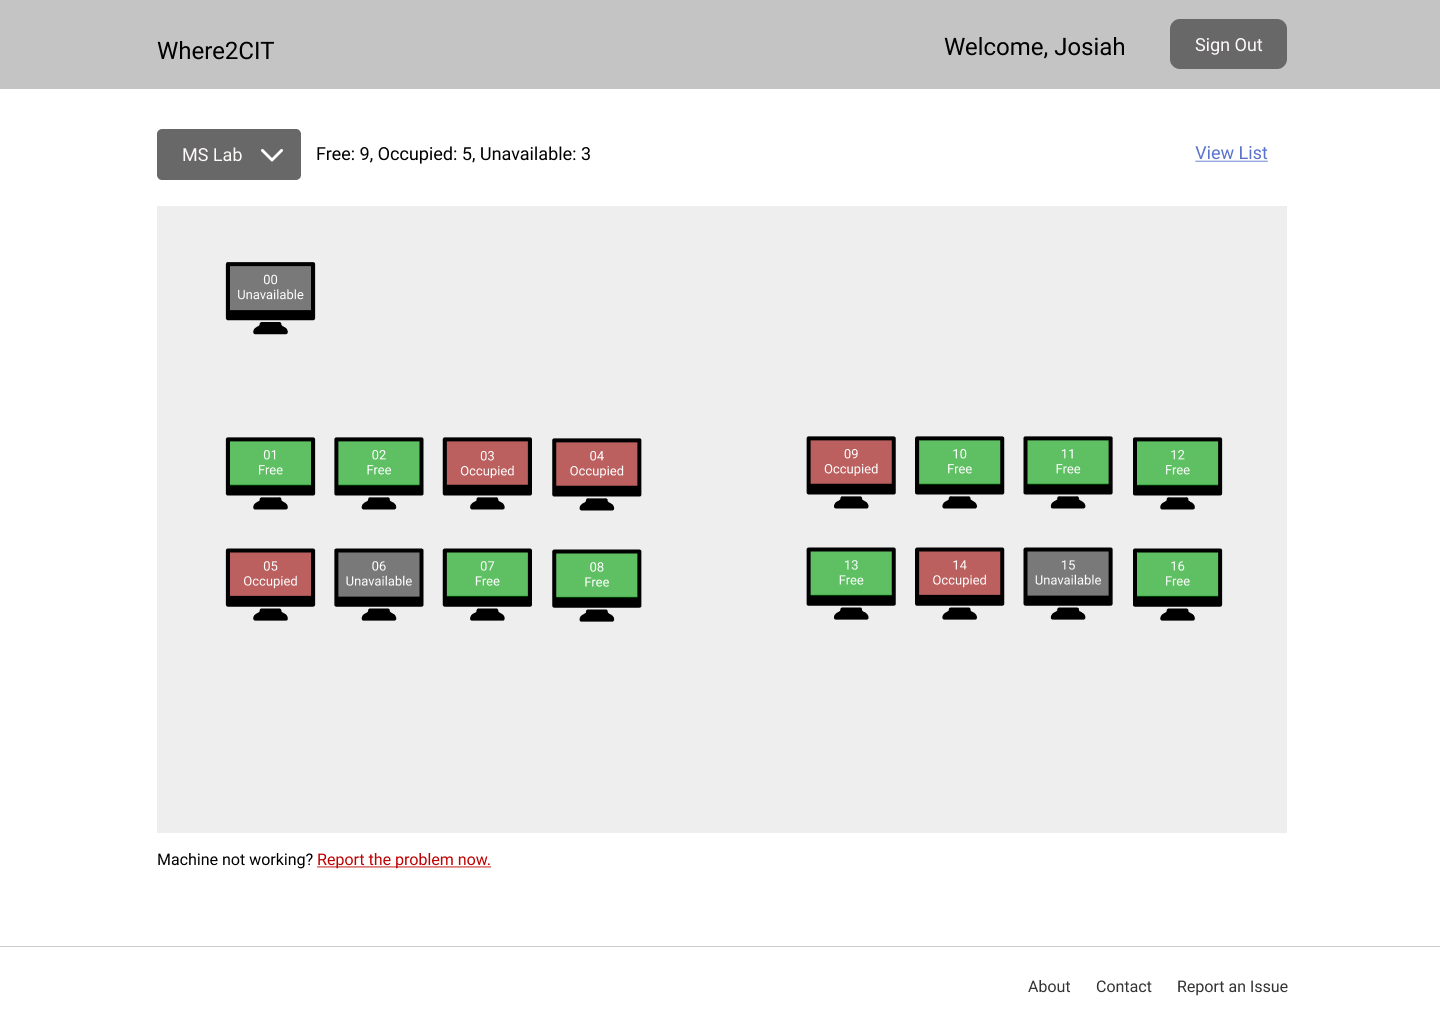 Where2CIT
Welcome, Josiah
Sign Out
MS Lab
Free: 9, Occupied: 5, Unavailable: 3
View List
00
Unavailable
01
Free
02
Free
03
Occupied
04
Occupied
09
Occupied
10
Free
11
Free
12
Free
05
Occupied
06
Unavailable
07
Free
08
Free
13
Free
14
Occupied
15
Unavailable
16
Free
Machine not working? Report the problem now.
About
Contact
Report an Issue